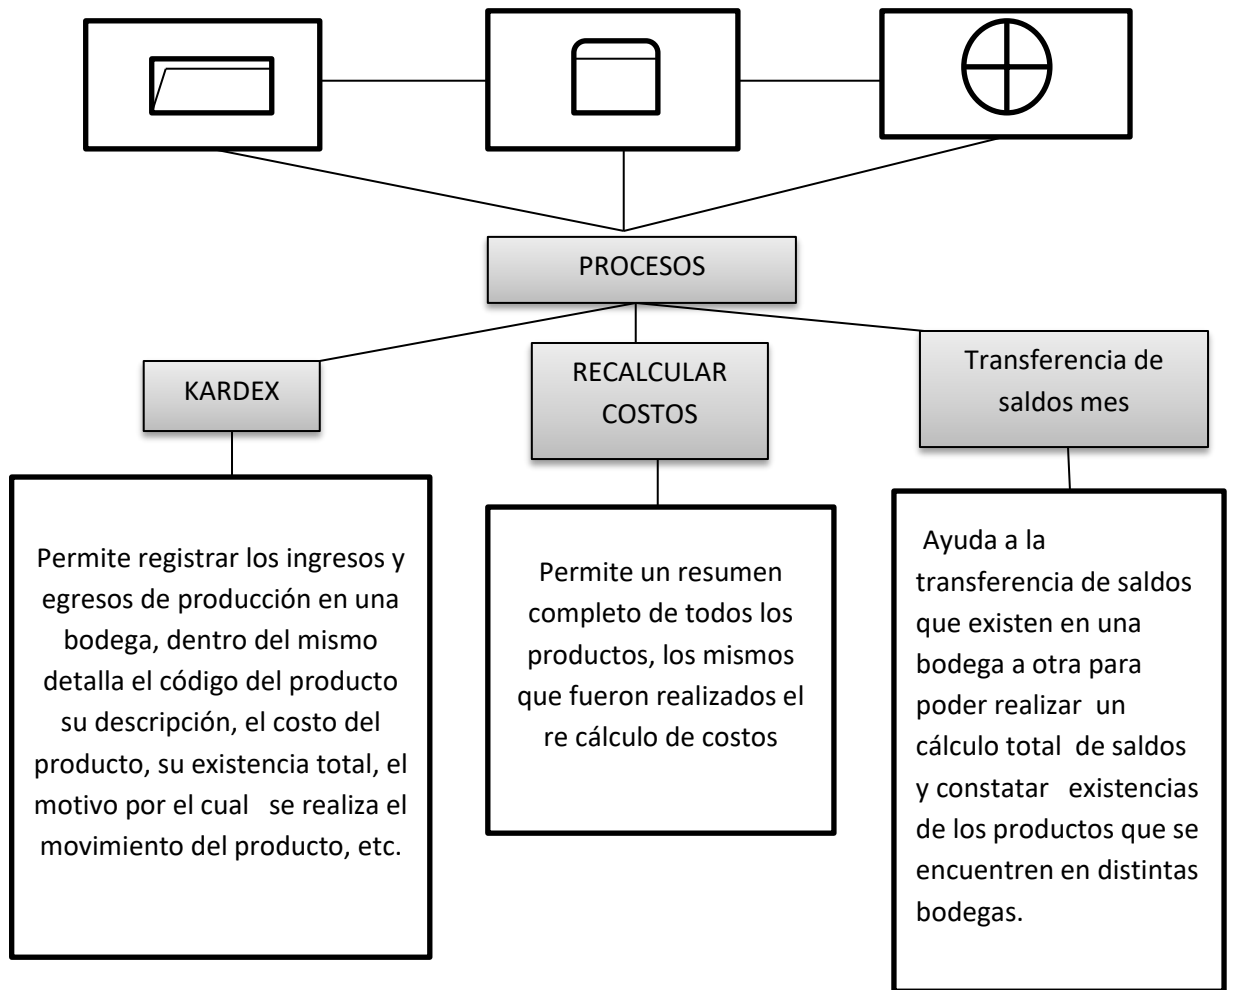 PROCESOS
KARDEX
RECALCULAR
COSTOS
Transferencia de
saldos mes
Permite registrar los ingresos y
egresos de producción en una
bodega, dentro del mismo
detalla el código del producto
su descripción, el costo del
producto, su existencia total, el
motivo por el cual se realiza el
movimiento del producto, etc.
Permite un resumen
completo de todos los
productos, los mismos
que fueron realizados el
re cálculo de costos
Ayuda a la
transferencia de saldos
que existen en una
bodega a otra para
poder realizar un
cálculo total de saldos
y constatar existencias
de los productos que se
encuentren en distintas
bodegas.